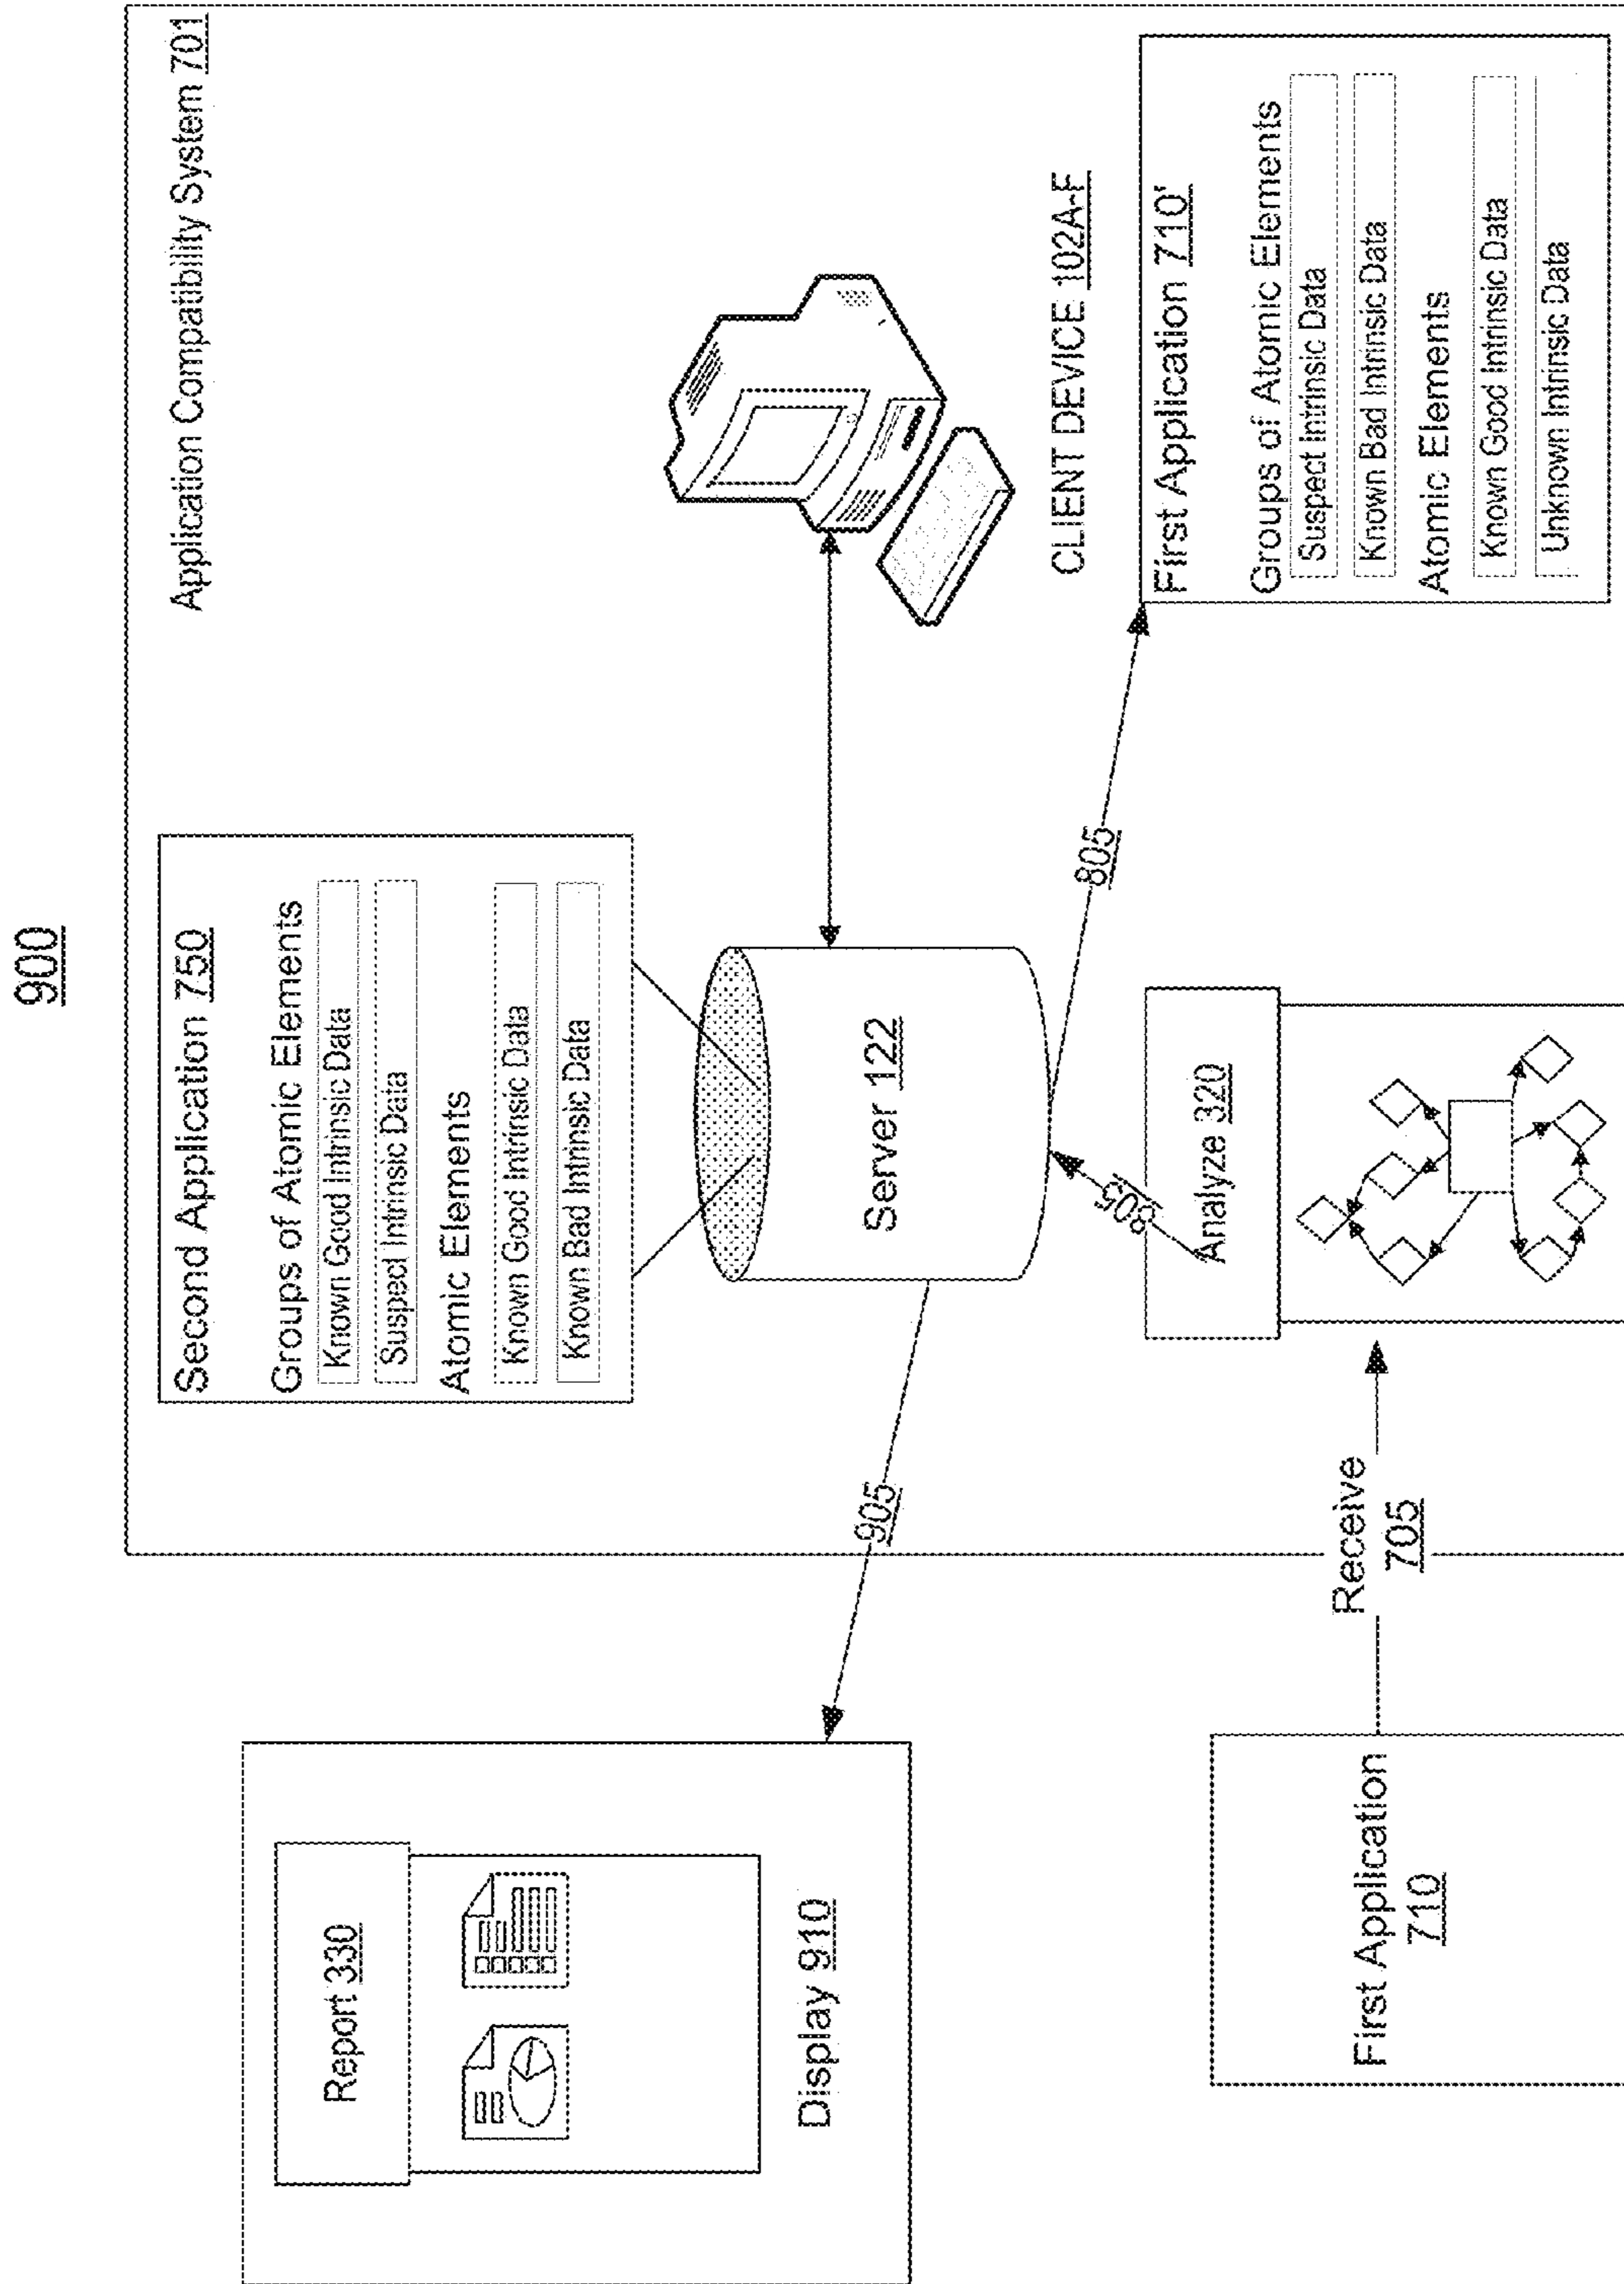 900
Application Compatibility System 701
Second Application 750
Groups of Atomic Elements
Known Good Intrinsic Data
Suspect Intrinsic Data
Atomic Elements
Known Good Intrinsic Data
Known Bad Intrinsic Data
Report 330
Display 910
905
Server 122
CLIENT DEVICE 102A-F
805
805
First Application
710
Receive
705
Analyze 320
First Application 710'
Groups of Atomic Elements
Suspect Intrinsic Data
Known Bad Intrinsic Data
Atomic Elements
Known Good Intrinsic Data
Unknown Intrinsic Data